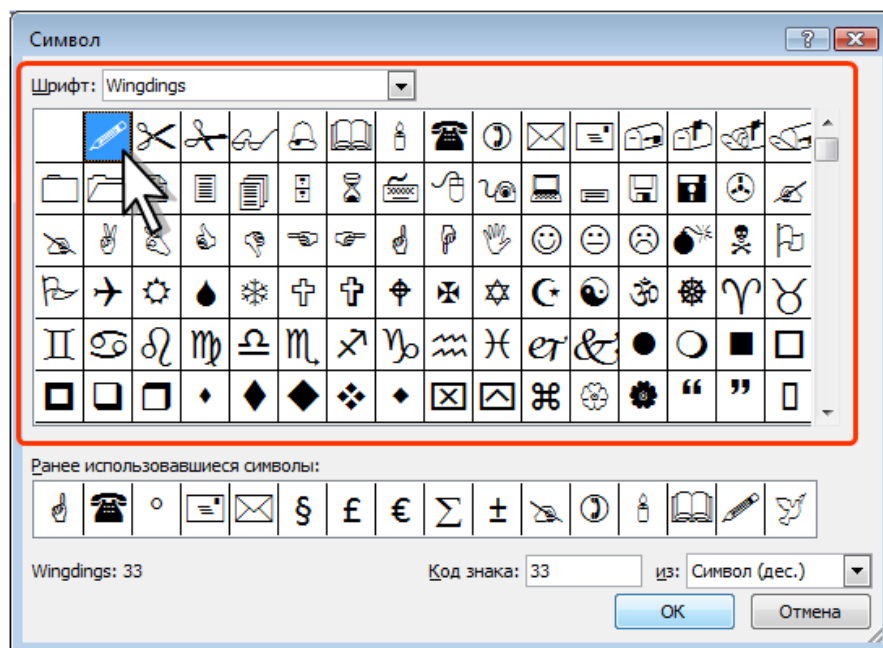 Символ
Шрифт: Wingdings
Ранее использовавшиеся символы:
° § £ € Σ ±
Wingdings: 33 Код знака: 33 из: Символ (дес.)
ОК Отмена